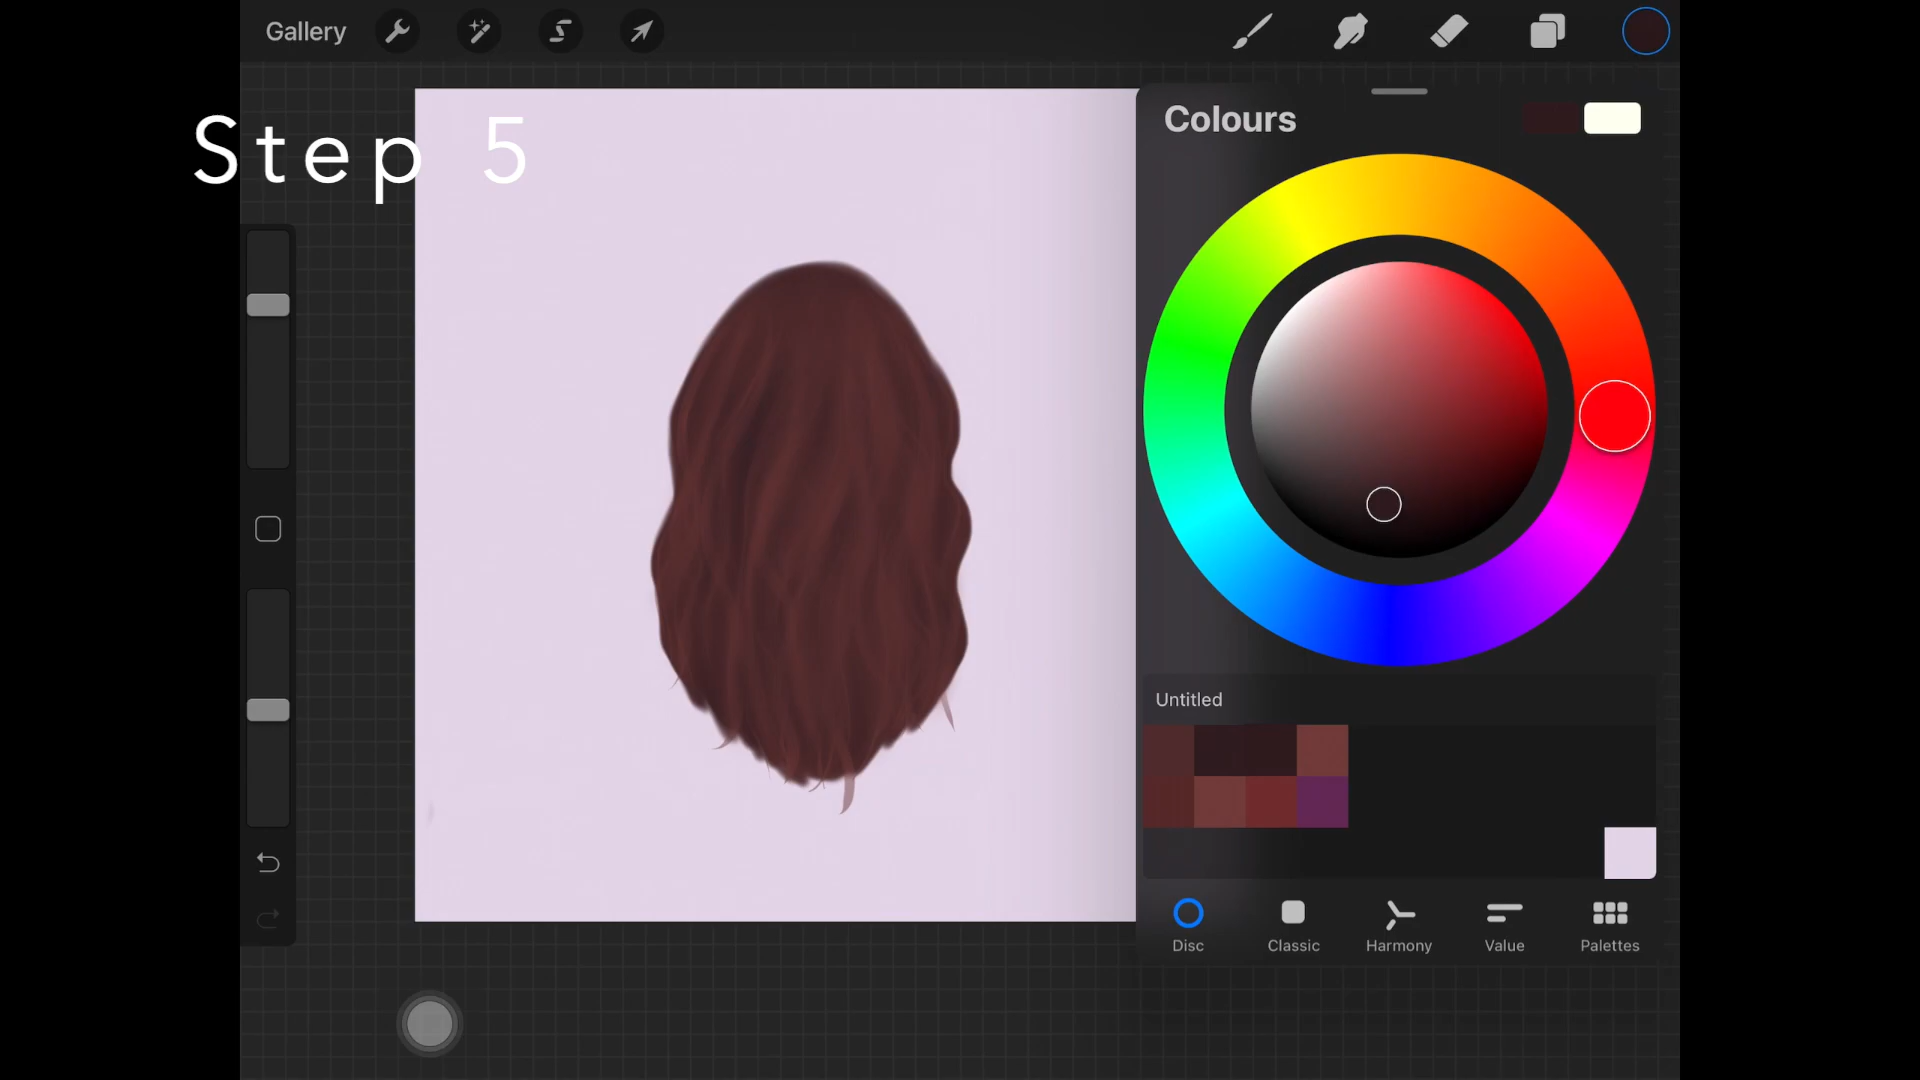 Gallery
Step 5
Colours
Untitled
Disc
Classic
Harmony
Value
Palettes